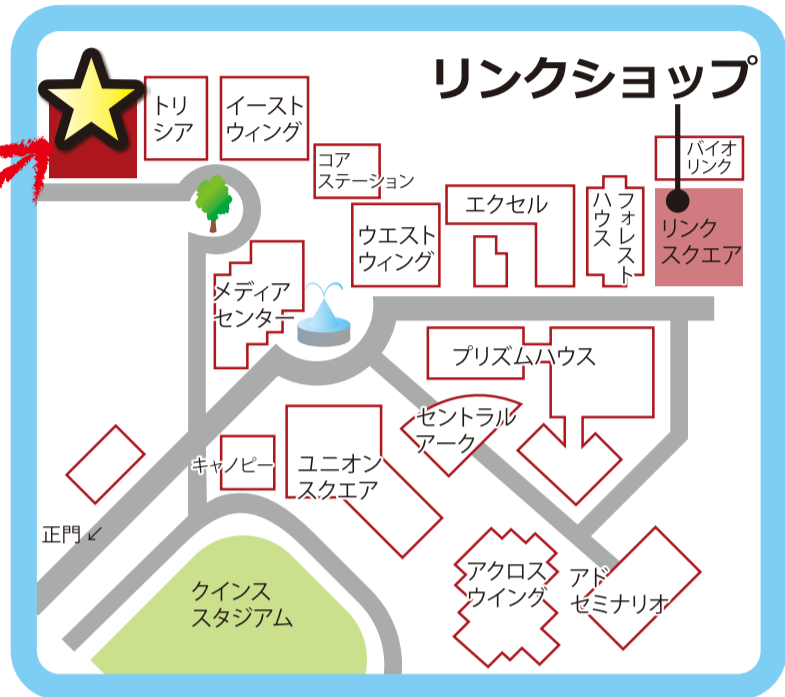 リンクショップ
トリ
シア
イースト
ウィング
コア
ステーション
バイオ
リンク
エクセル
フォレスト
ハウス
リンク
スクエア
ウエスト
ウィング
メディア
センター
プリズムハウス
セントラル
アーク
キャノピー
ユニオン
スクエア
正門↙
クインス
スタジアム
アクロス
ウイング
アド
セミナリオ